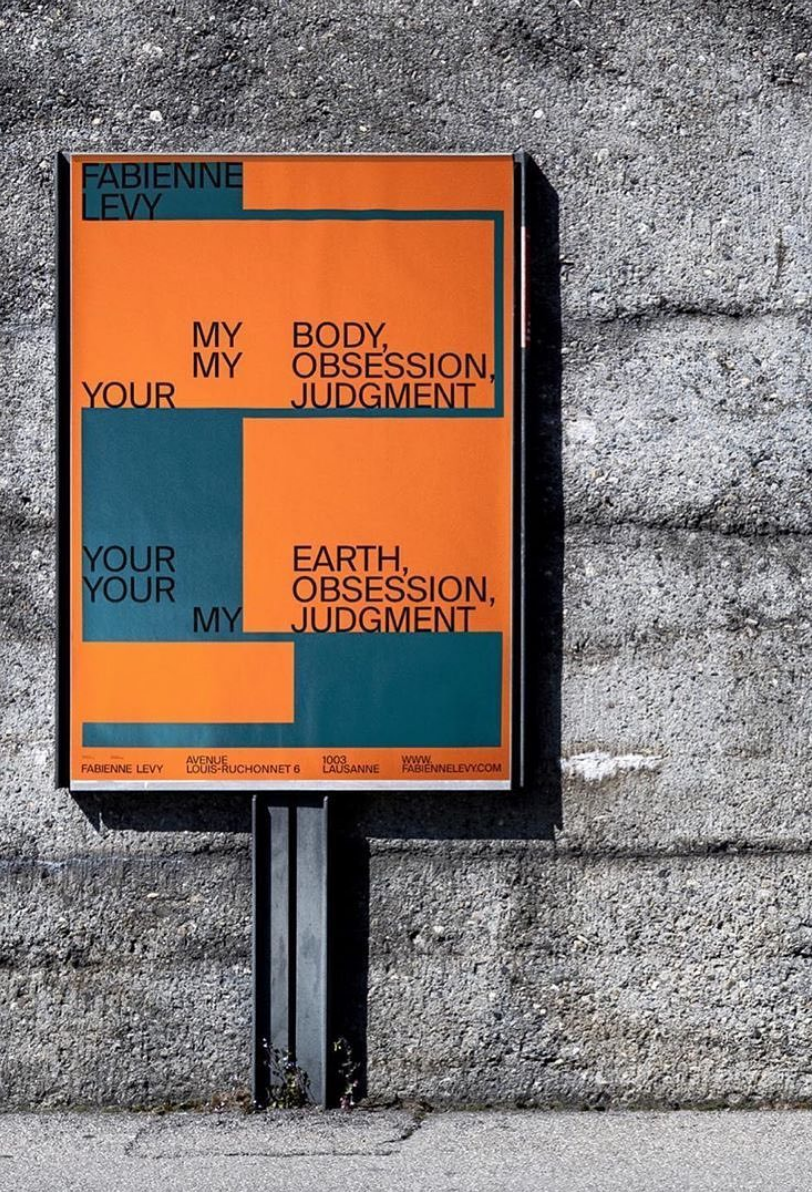 FABIENNE
LEVY
MY BODY,
MY OBSESSION,
YOUR JUDGMENT
YOUR EARTH,
YOUR OBSESSION,
MY JUDGMENT
FABIENNE LEVY AVENUE 1003 WWW.
LOUIS-RUCHONNET 6 LAUSANNE FABIENNELEVY.COM